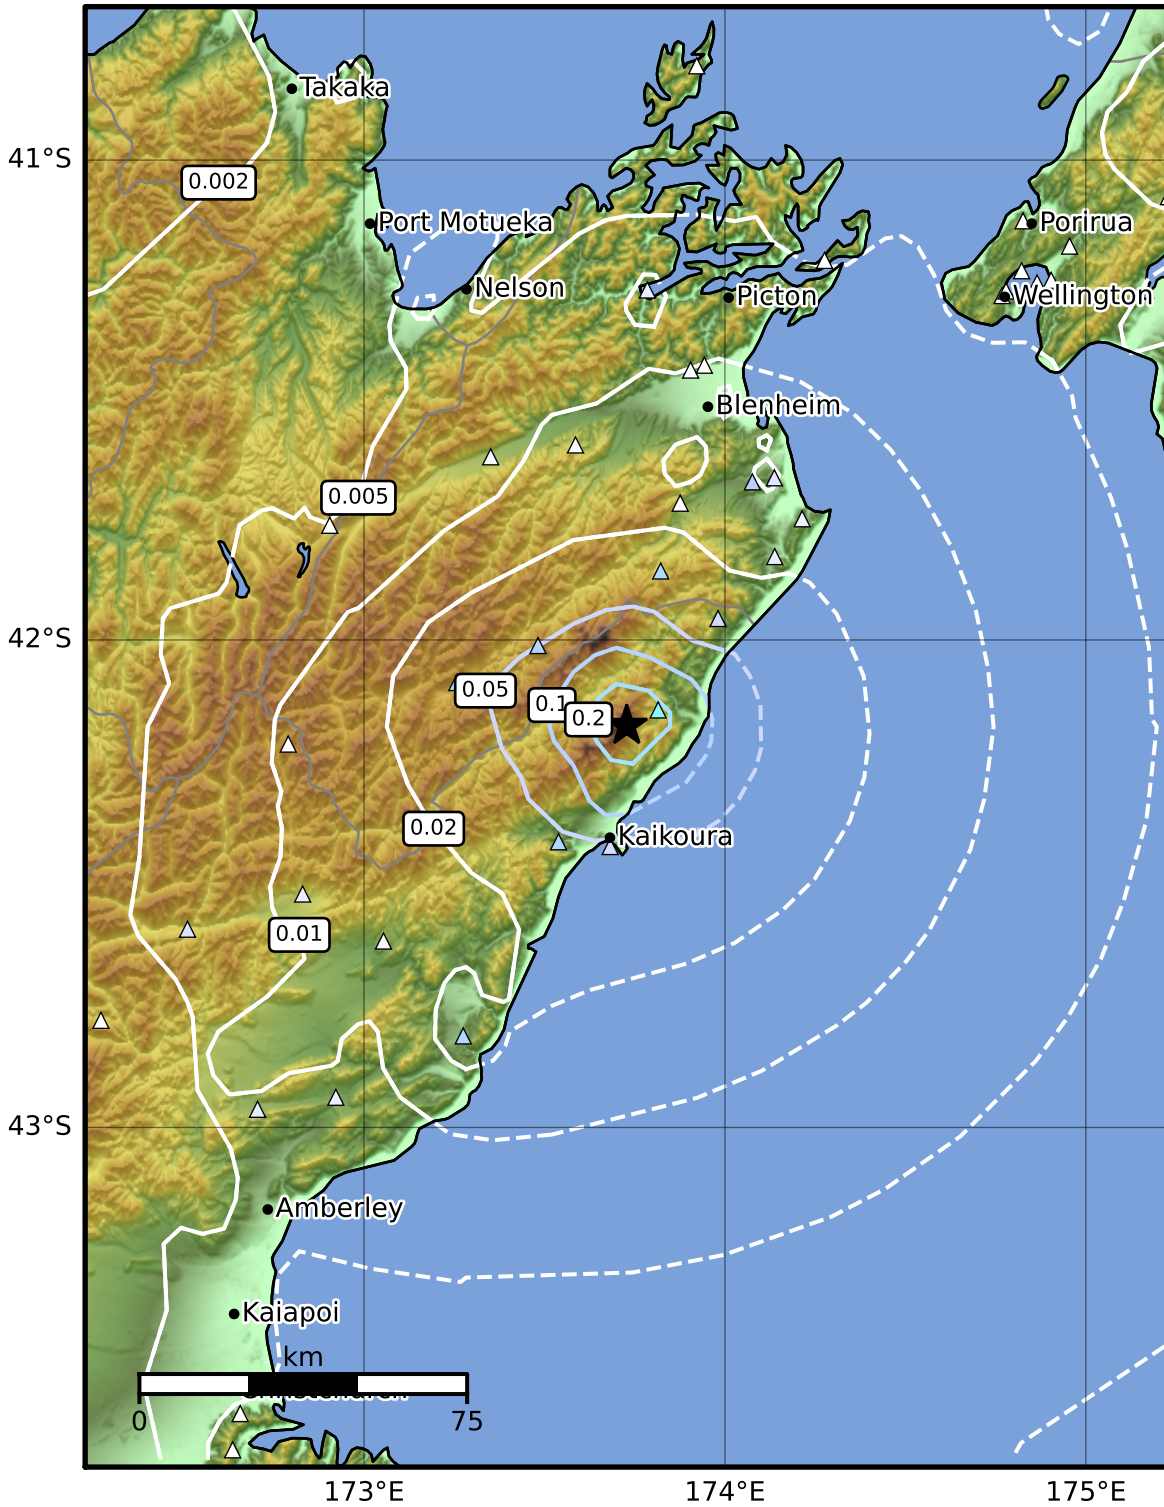 Takaka
41°S
0.002
Port Motueka
Porirua
Nelson
Picton
Wellington
Blenheim
0.005
42°S
0.05
0.1
0.2
0.02
Kaikoura
0.01
43°S
Amberley
Kaiapoi
km
0
75
173°E
174°E
175°E